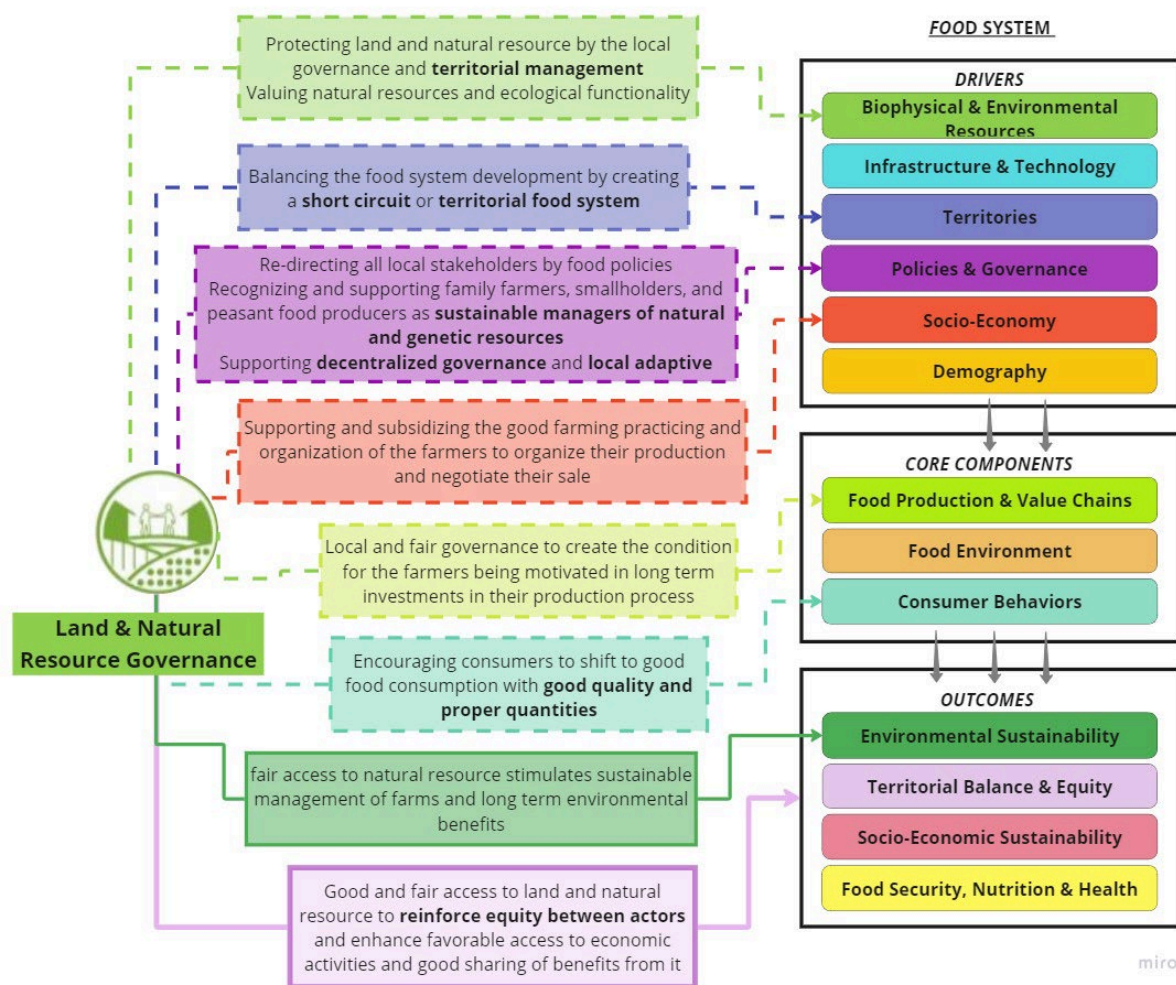 Protecting land and natural resource by the local
governance and territorial management
Valuing natural resources and ecological functionality
Balancing the food system development by creating
a short circuit or territorial food system
Re-directing all local stakeholders by food policies
Recognizing and supporting family farmers, smallholders, and
peasant food producers as sustainable managers of natural
and genetic resources
Supporting decentralized governance and local adaptive
Supporting and subsidizing the good farming practicing and
organization of the farmers to organize their production
and negotiate their sale
Local and fair governance to create the condition
for the farmers being motivated in long term
investments in their production process
Land & Natural
Resource Governance
Encouraging consumers to shift to good
food consumption with good quality and
proper quantities
fair access to natural resource stimulates sustainable
management of farms and long term environmental
benefits
Good and fair access to land and natural
resource to reinforce equity between actors
and enhance favorable access to economic
activities and good sharing of benefits from it
FOOD SYSTEM
DRIVERS
Biophysical & Environmental
Resources
Infrastructure & Technology
Territories
Policies & Governance
Socio-Economy
Demography
CORE COMPONENTS
Food Production & Value Chains
Food Environment
Consumer Behaviors
OUTCOMES
Environmental Sustainability
Territorial Balance & Equity
Socio-Economic Sustainability
Food Security, Nutrition & Health
miro